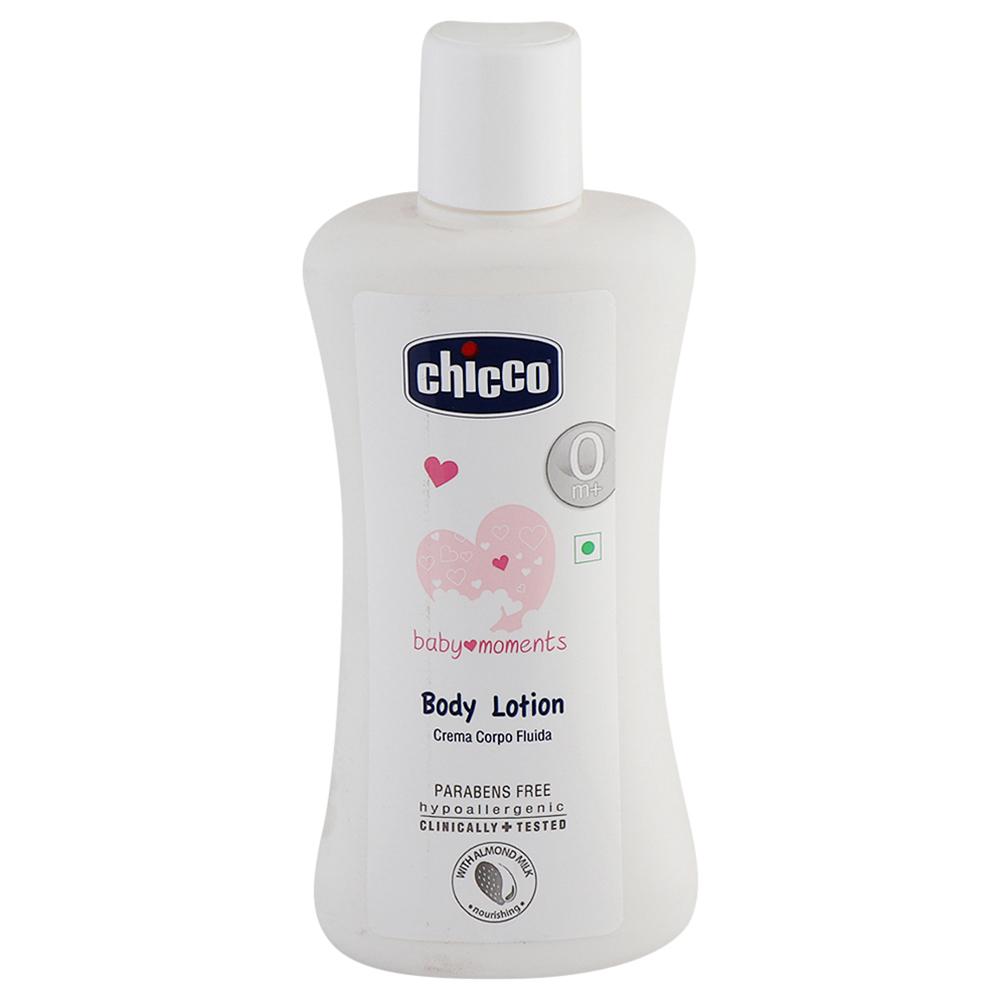 chicco
0
m+
baby moments
Body Lotion
Crema Corpo Fluida
PARABENS FREE
hypoallergenic
CLINICALLY + TESTED
WITH ALMOND MILK
• nourishing •